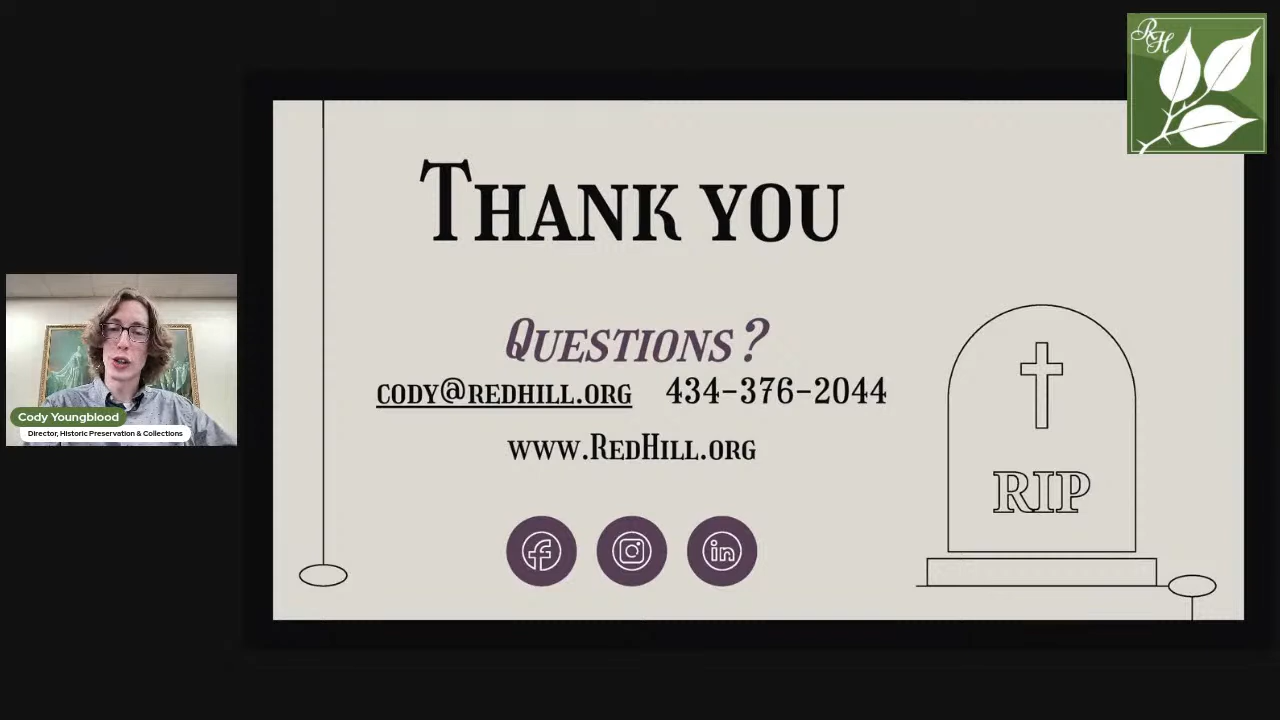 RH
Thank you
Questions?
cody@redhill.org 434-376-2044
www.RedHill.org
RIP
Cody Youngblood
Director, Historic Preservation & Collections